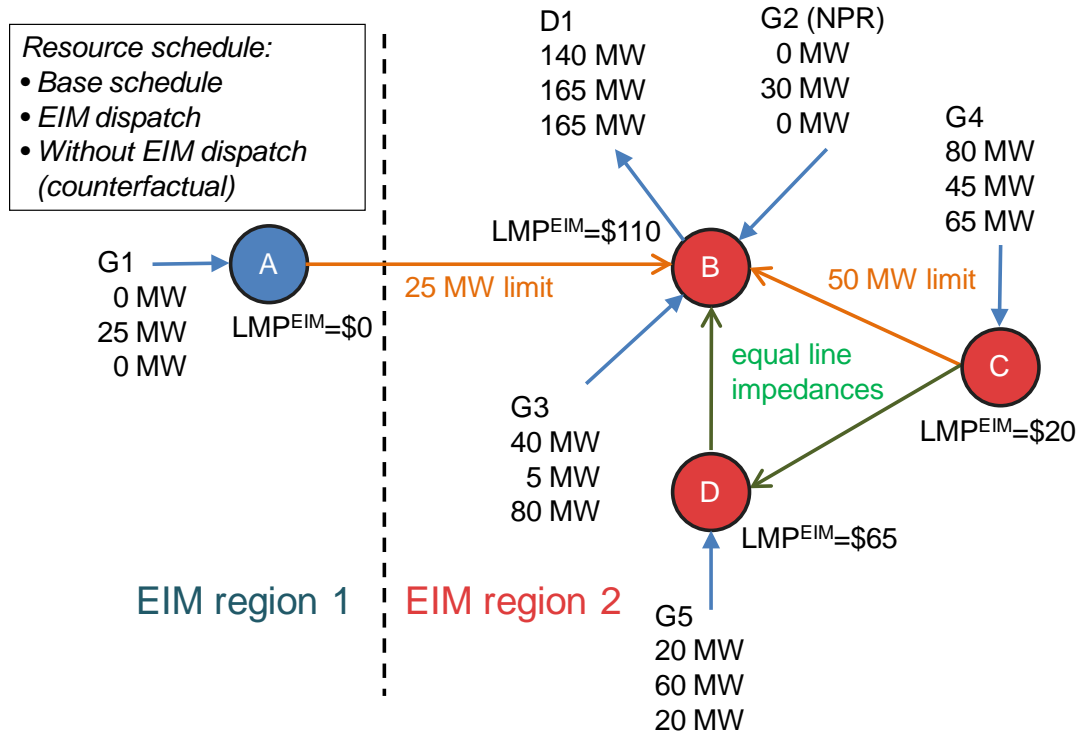 Resource schedule:
• Base schedule
• EIM dispatch
• Without EIM dispatch
(counterfactual)
D1
140 MW
165 MW
165 MW
G2 (NPR)
0 MW
30 MW
0 MW
G4
80 MW
45 MW
65 MW
G1
0 MW
25 MW
0 MW
A
LMPᴱᴵᴹ=$0
25 MW limit
LMPᴱᴵᴹ=$110
B
50 MW limit
C
LMPᴱᴵᴹ=$20
equal line
impedances
G3
40 MW
5 MW
80 MW
D
LMPᴱᴵᴹ=$65
EIM region 1
EIM region 2
G5
20 MW
60 MW
20 MW